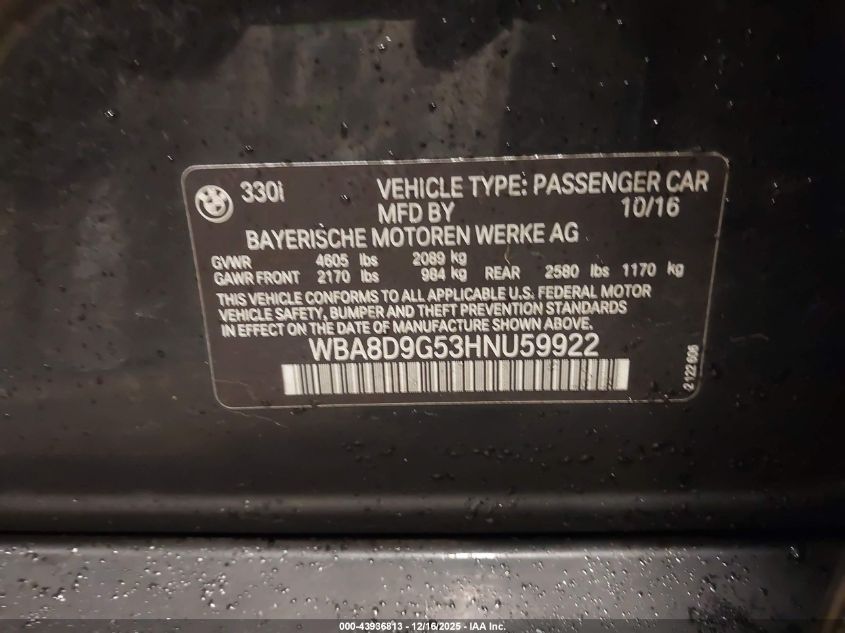 330i VEHICLE TYPE: PASSENGER CAR
MFD BY 10/16
BAYERISCHE MOTOREN WERKE AG
GVWR 4605 lbs 2089 kg
GAWR FRONT 2170 lbs 984 kg REAR 2580 lbs 1170 kg
THIS VEHICLE CONFORMS TO ALL APPLICABLE U.S. FEDERAL MOTOR
VEHICLE SAFETY, BUMPER AND THEFT PREVENTION STANDARDS
IN EFFECT ON THE DATE OF MANUFACTURE SHOWN ABOVE.
WBA8D9G53HNU59922
2 122 606
000-43936813 - 12/16/2025 - IAA Inc.